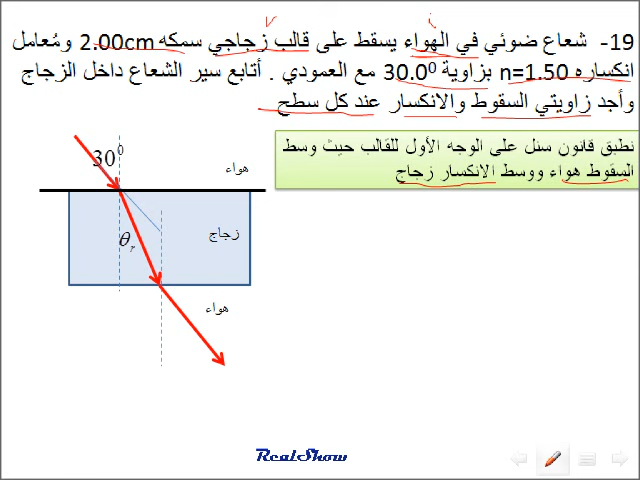 19- شعاع ضوئي في الهواء يسقط على قالب زجاجي سمكه 2.00cm ومُعامل
انكساره n=1.50 بزاوية 30.0⁰ مع العمودي . أتابع سير الشعاع داخل الزجاج
وأجد زاويتي السقوط والانكسار عند كل سطح
نطبق قانون سنل على الوجه الأول للقالب حيث وسط
السقوط هواء ووسط الانكسار زجاج
30⁰
هواء
زجاج
θ₂
هواء
RealShow